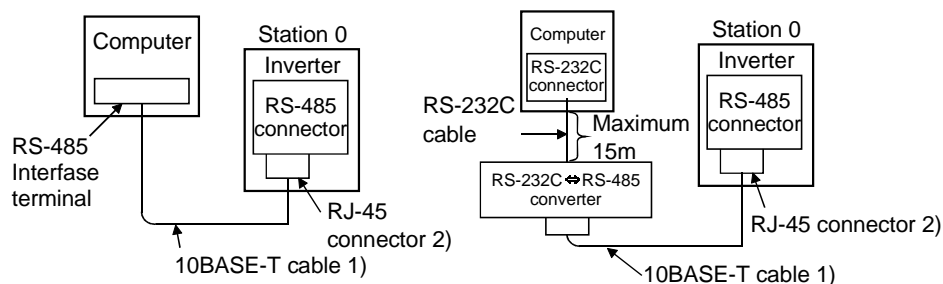 Computer
RS-485
Interfase
terminal
Station 0
Inverter
RS-485
connector
RJ-45
connector 2)
10BASE-T cable 1)
Computer
RS-232C
connector
RS-232C
cable
Maximum
15m
RS-232C⇔RS-485
converter
Station 0
Inverter
RS-485
connector
RJ-45 connector 2)
10BASE-T cable 1)